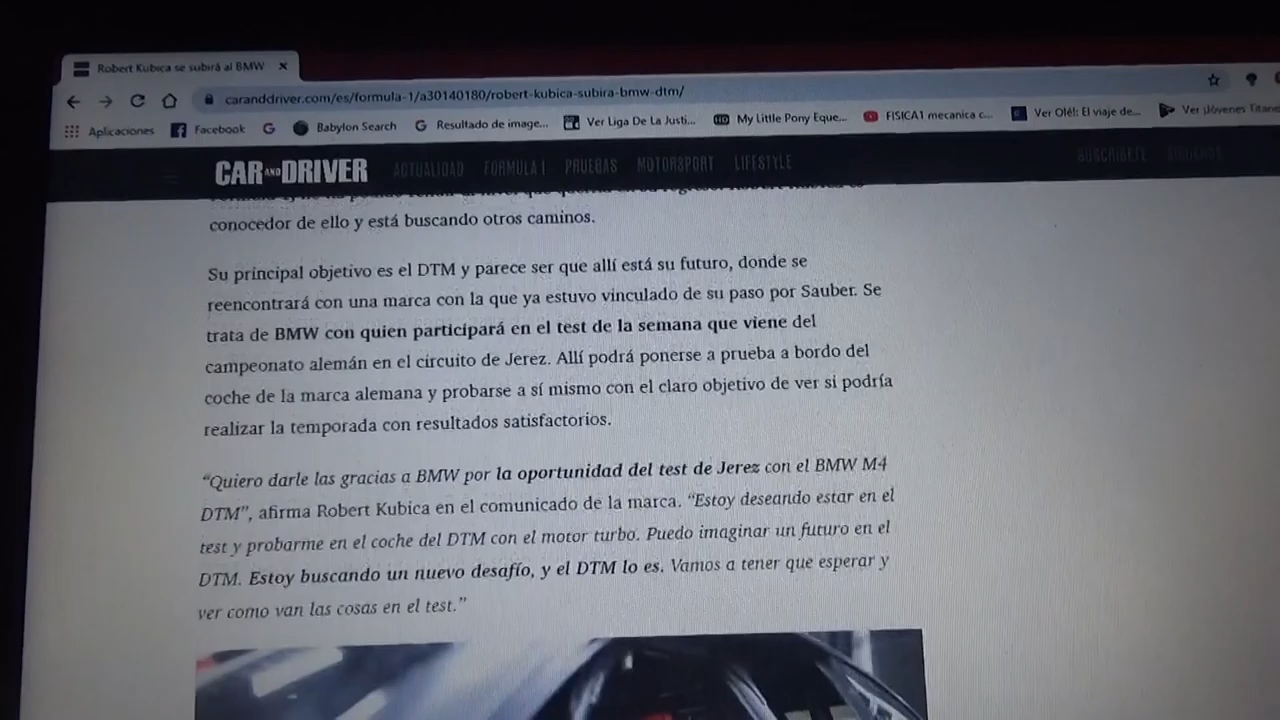 Robert Kubica se subirá al BMW
caranddriver.com/es/formula-1/a30140180/robert-kubica-subira-bmw-dtm/
Aplicaciones Facebook Babylon Search Resultado de image... Ver Liga De La Justi... My Little Pony Eque... FISICA1 mecanica c... Ver Olé!: El viaje de... Ver ¡Jóvenes Titane
CAR AND DRIVER ACTUALIDAD FORMULA 1 PRUEBAS MOTORSPORT LIFESTYLE SUSCRÍBETE
conocedor de ello y está buscando otros caminos.
Su principal objetivo es el DTM y parece ser que allí está su futuro, donde se
reencontrará con una marca con la que ya estuvo vinculado de su paso por Sauber. Se
trata de BMW con quien participará en el test de la semana que viene del
campeonato alemán en el circuito de Jerez. Allí podrá ponerse a prueba a bordo del
coche de la marca alemana y probarse a sí mismo con el claro objetivo de ver si podría
realizar la temporada con resultados satisfactorios.
“Quiero darle las gracias a BMW por la oportunidad del test de Jerez con el BMW M4
DTM”, afirma Robert Kubica en el comunicado de la marca. “Estoy deseando estar en el
test y probarme en el coche del DTM con el motor turbo. Puedo imaginar un futuro en el
DTM. Estoy buscando un nuevo desafío, y el DTM lo es. Vamos a tener que esperar y
ver como van las cosas en el test.”